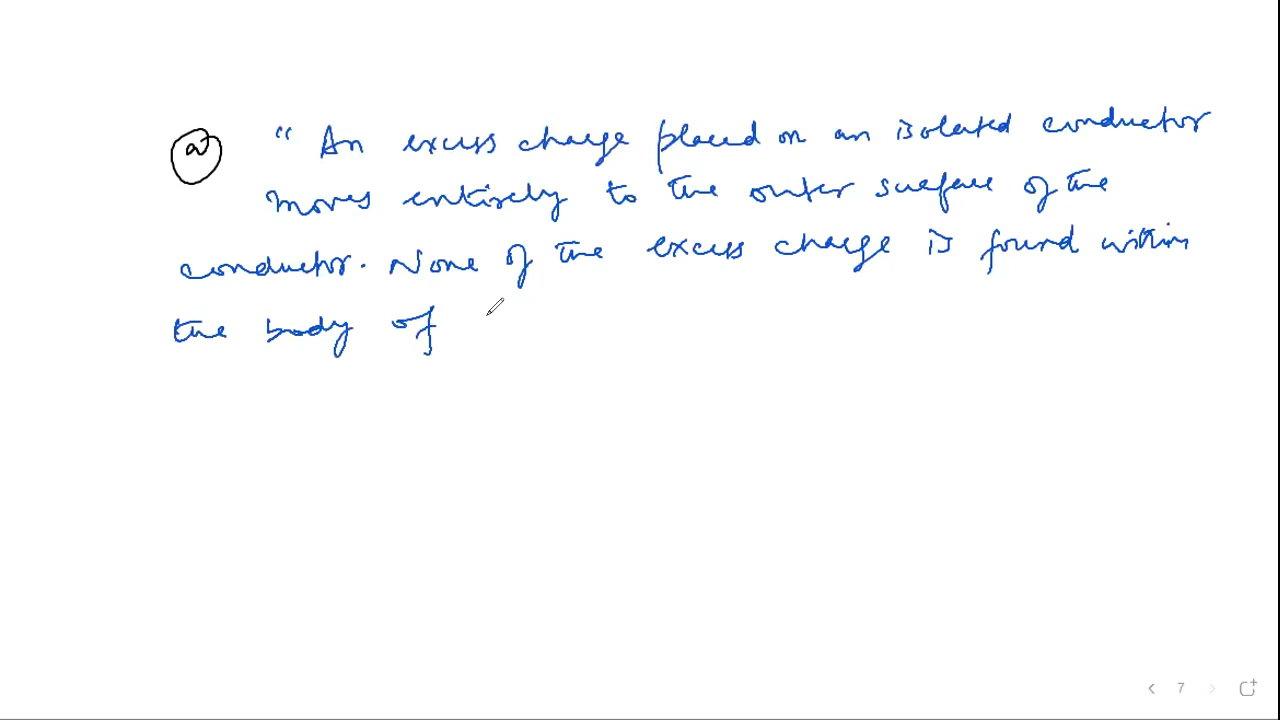 a " An excess charge placed on an isolated conductor
moves entirely to the outer surface of the
conductor. None of the excess charge is found within
the body of
7